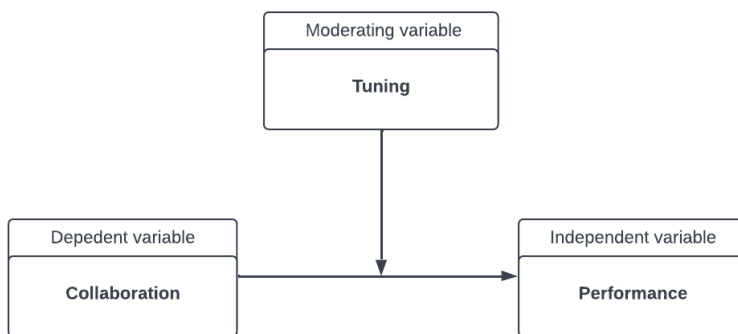 Moderating variable
Tuning
Depedent variable
Independent variable
Collaboration
Performance